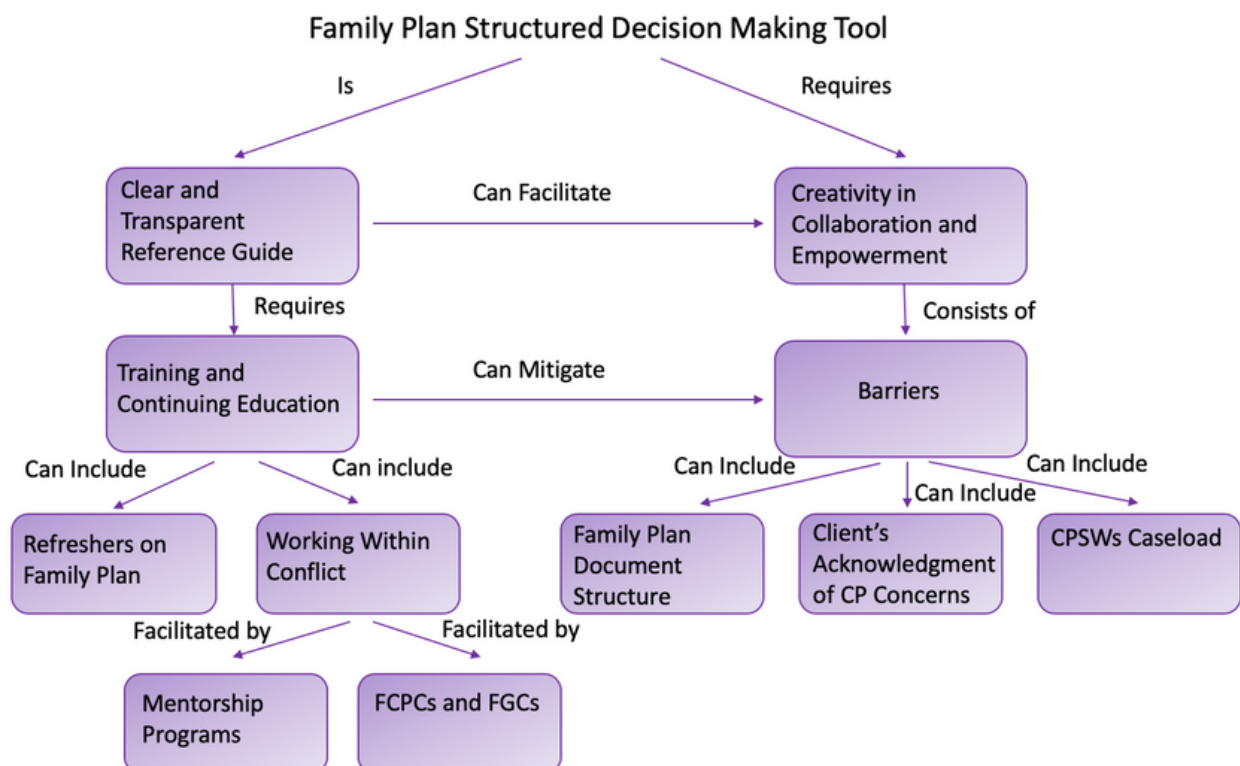 Family Plan Structured Decision Making Tool
Is
Requires
Clear and
Transparent
Reference Guide
Can Facilitate
Creativity in
Collaboration and
Empowerment
Requires
Consists of
Training and
Continuing Education
Can Mitigate
Barriers
Can Include
Can include
Can Include
Can Include
Can Include
Refreshers on
Family Plan
Working Within
Conflict
Family Plan
Document
Structure
Client’s
Acknowledgment
of CP Concerns
CPSWs Caseload
Facilitated by
Facilitated by
Mentorship
Programs
FCPCs and FGCs